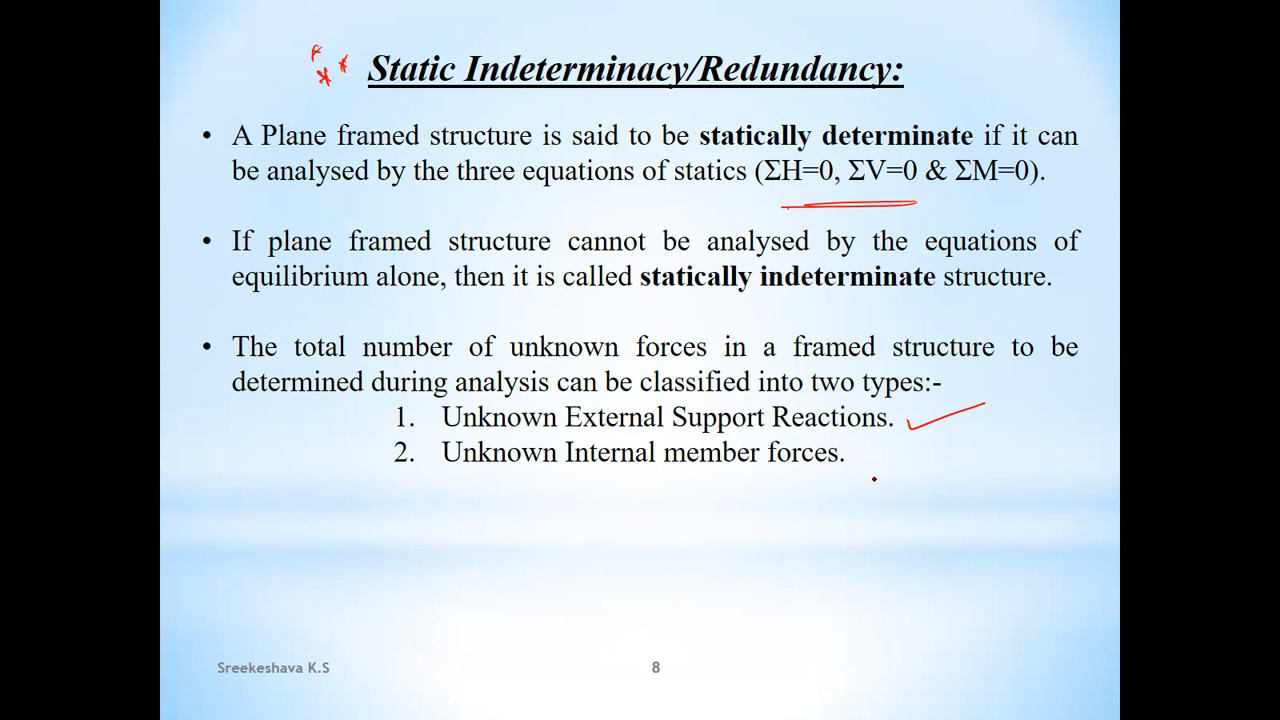 Static Indeterminacy/Redundancy:
• A Plane framed structure is said to be statically determinate if it can
be analysed by the three equations of statics (ΣH=0, ΣV=0 & ΣM=0).
• If plane framed structure cannot be analysed by the equations of
equilibrium alone, then it is called statically indeterminate structure.
• The total number of unknown forces in a framed structure to be
determined during analysis can be classified into two types:-
1. Unknown External Support Reactions.
2. Unknown Internal member forces.
Sreekeshava K.S 8